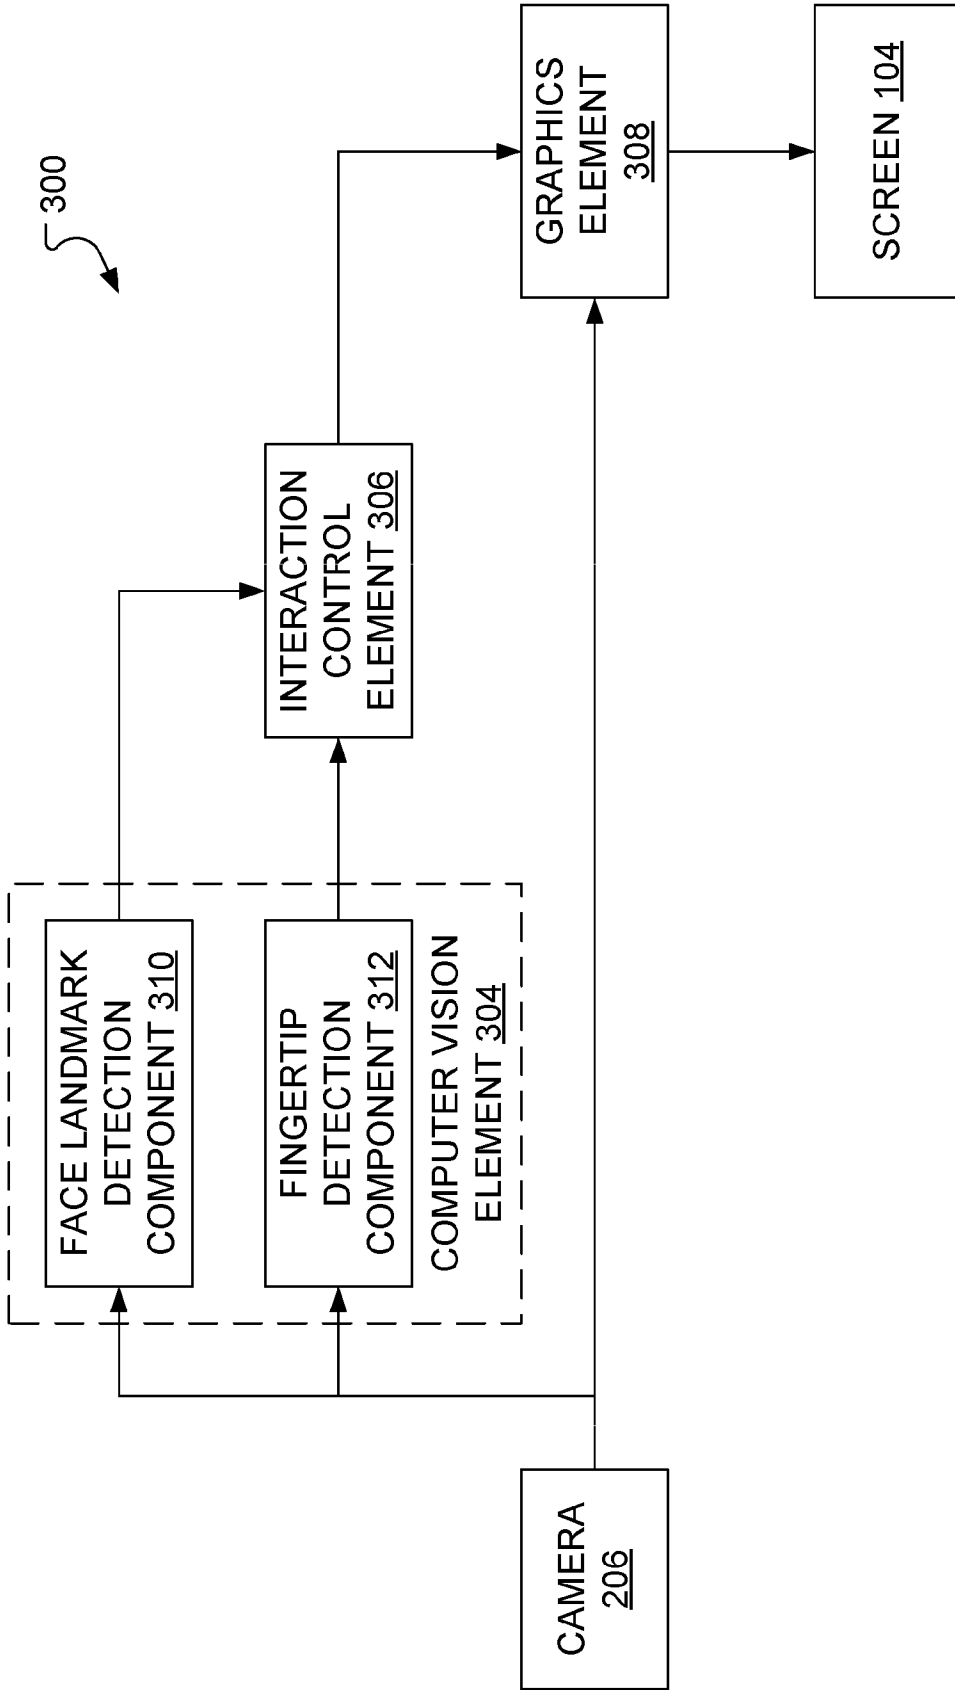 300
FACE LANDMARK
DETECTION
COMPONENT 310
FINGERTIP
DETECTION
COMPONENT 312
COMPUTER VISION
ELEMENT 304
INTERACTION
CONTROL
ELEMENT 306
CAMERA
206
GRAPHICS
ELEMENT
308
SCREEN 104